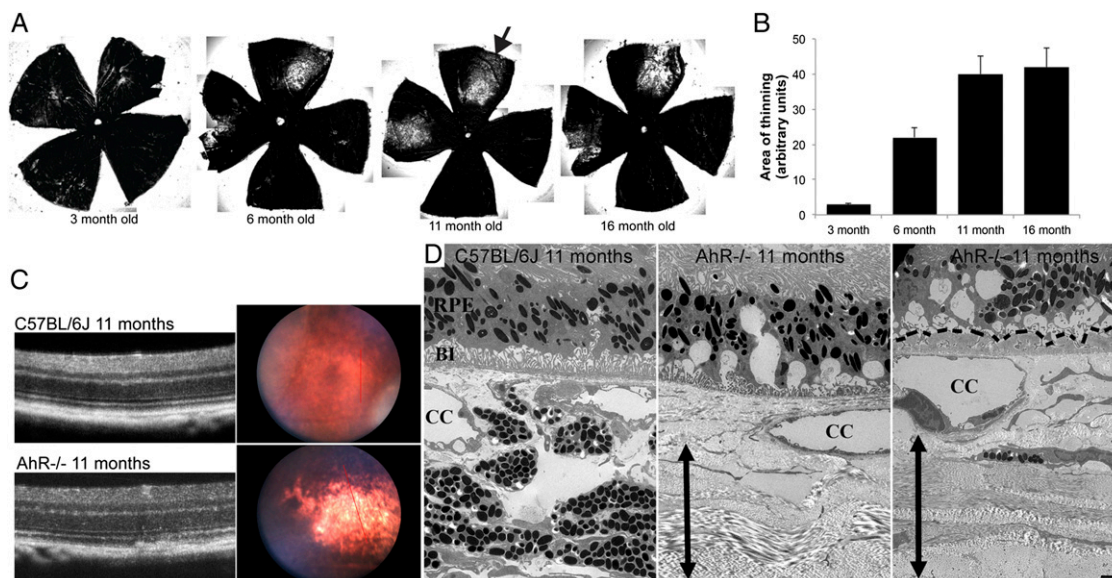 A
3 month old
6 month old
11 month old
16 month old
B
Area of thinning
(arbitrary units)
50
40
30
20
10
0
3 month
6 month
11 month
16 month
C
C57BL/6J 11 months
AhR-/- 11 months
D
C57BL/6J 11 months
RPE
BI
CC
AhR-/- 11 months
CC
AhR-/- 11 months
CC